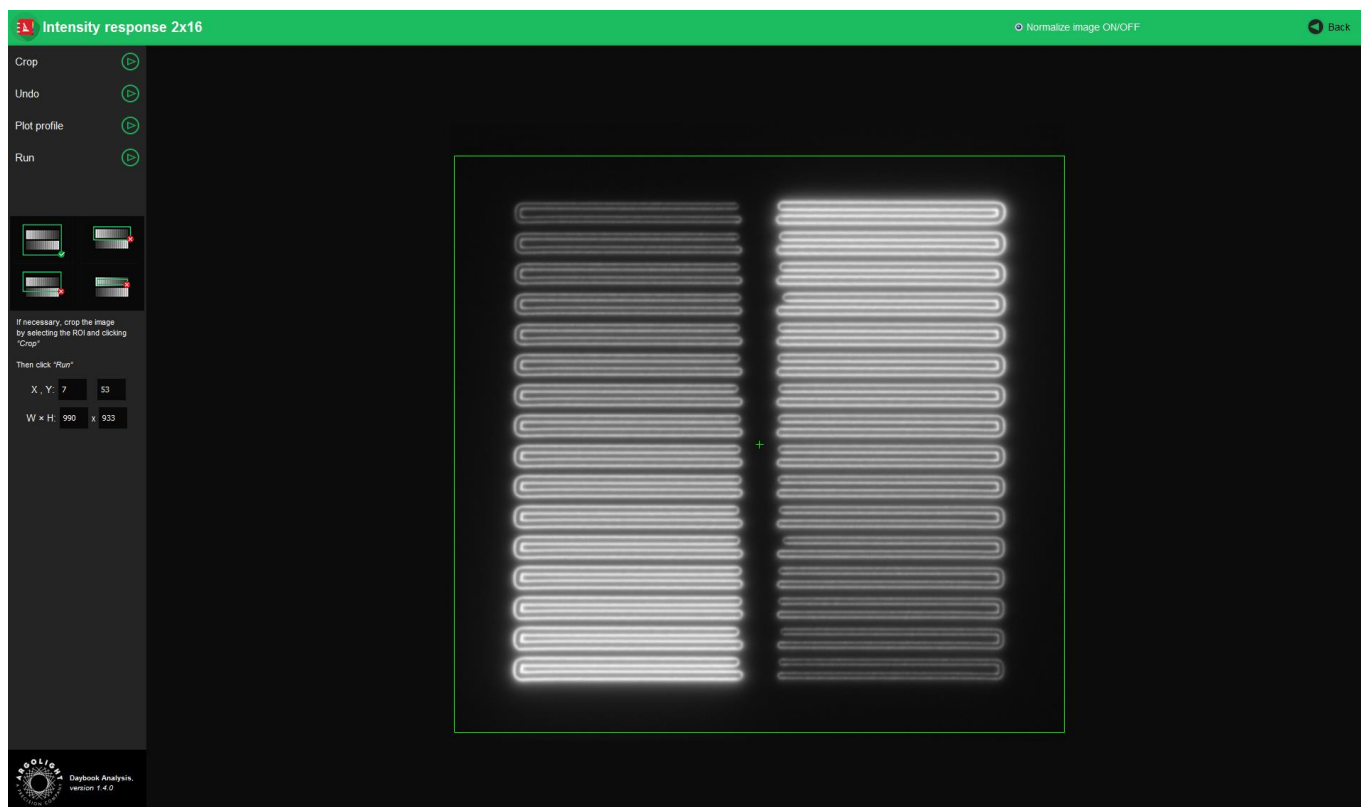 Intensity response 2x16
Normalize image ON/OFF
Back
Crop
Undo
Plot profile
Run
If necessary, crop the image
by selecting the ROI and clicking
"Crop"
Then click "Run"
X , Y: 7 53
W × H: 990 x 933
ARGOLIGHT
A PRECISION COMPANY
Daybook Analysis,
version 1.4.0